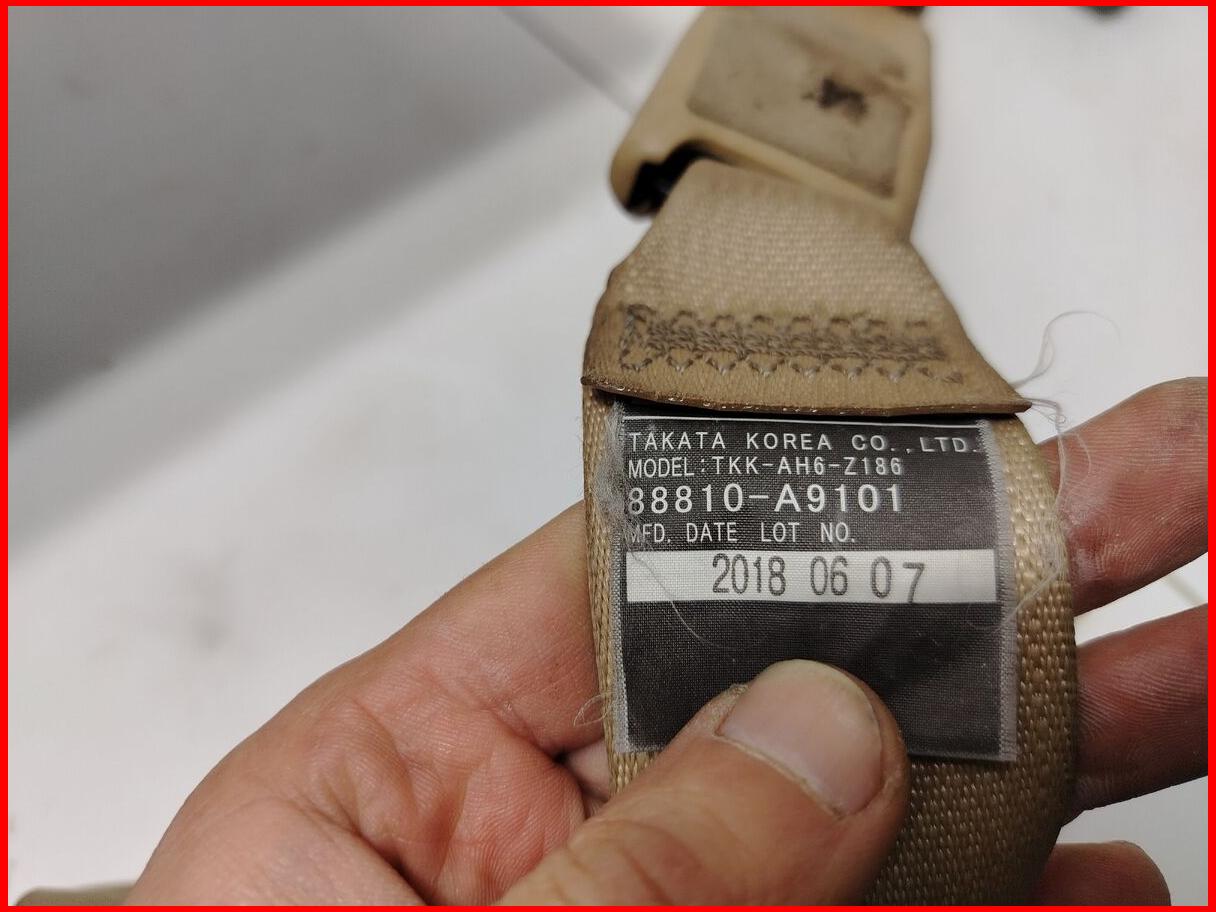 TAKATA KOREA CO.,LTD.
MODEL:TKK-AH6-Z186
88810-A9101
MFD. DATE LOT NO.
2018 06 07